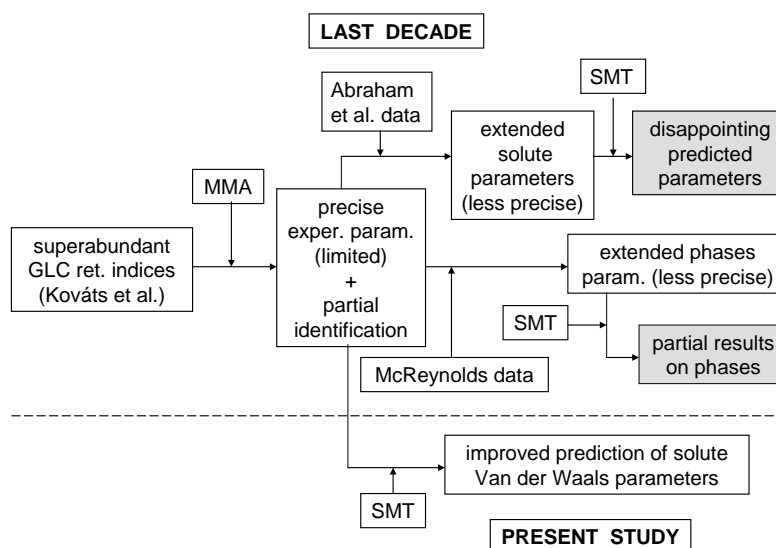 LAST DECADE
SMT
Abraham
et al. data
extended
solute
parameters
(less precise)
disappointing
predicted
parameters
MMA
precise
exper. param.
(limited)
+
partial
identification
superabundant
GLC ret. indices
(Kováts et al.)
extended phases
param. (less precise)
SMT
partial results
on phases
McReynolds data
improved prediction of solute
Van der Waals parameters
SMT
PRESENT STUDY